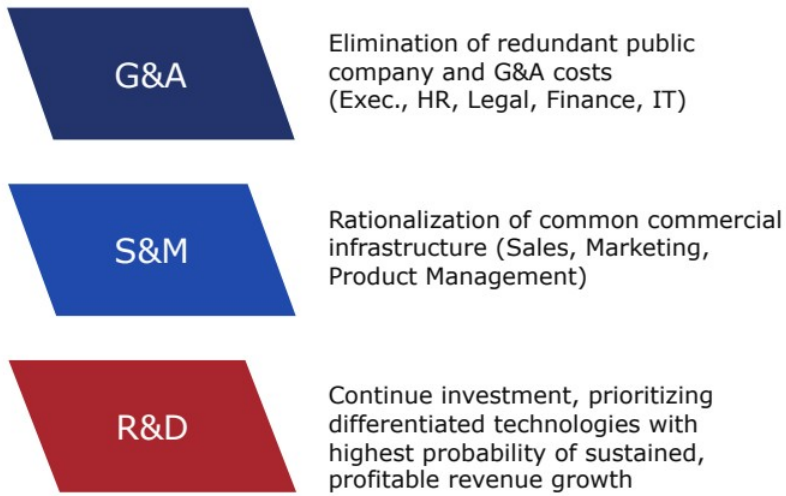 G&A
Elimination of redundant public
company and G&A costs
(Exec., HR, Legal, Finance, IT)
S&M
Rationalization of common commercial
infrastructure (Sales, Marketing,
Product Management)
R&D
Continue investment, prioritizing
differentiated technologies with
highest probability of sustained,
profitable revenue growth